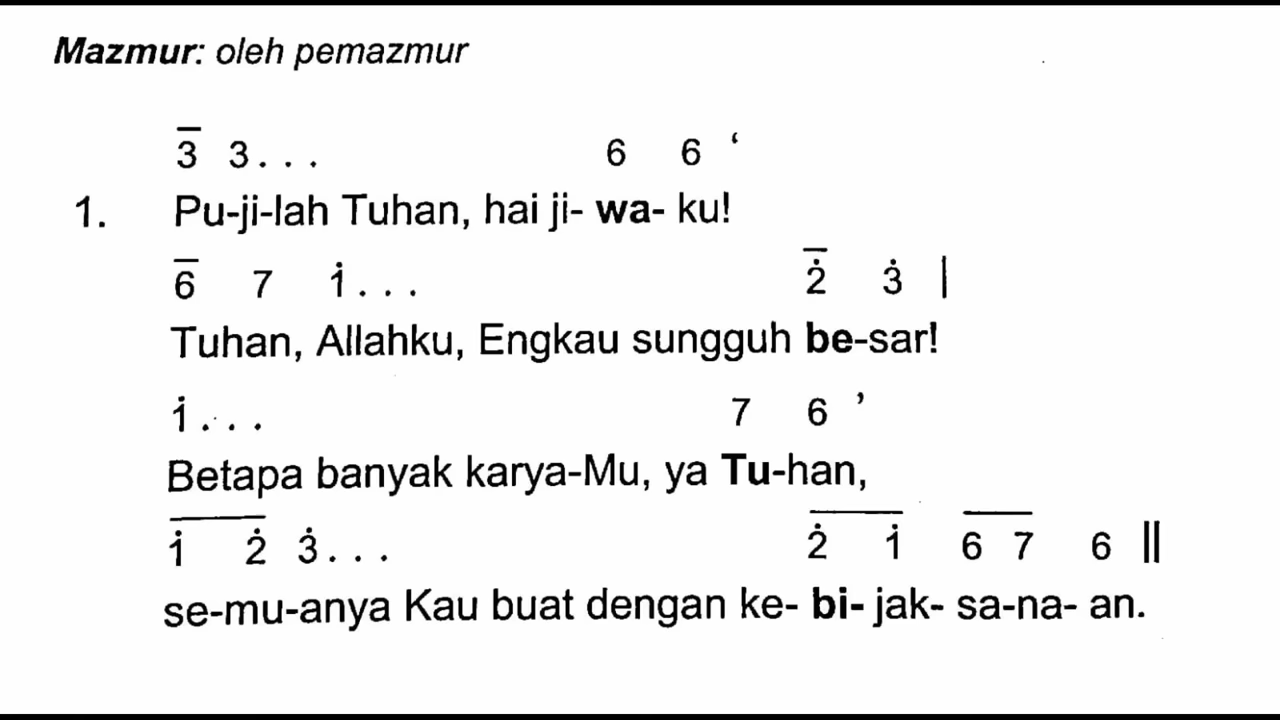 Mazmur: oleh pemazmur
3̅ 3... 6 6 ‘
1. Pu-ji-lah Tuhan, hai ji- wa- ku!
6̅ 7 1̇... 2̇̅ 3̇ |
Tuhan, Allahku, Engkau sungguh be-sar!
1̇... 7 6 ’
Betapa banyak karya-Mu, ya Tu-han,
1̇̅ 2̇̅ 3̇... 2̇̅ 1̇̅ 6̅ 7̅ 6 ||
se-mu-anya Kau buat dengan ke- bi- jak- sa-na- an.